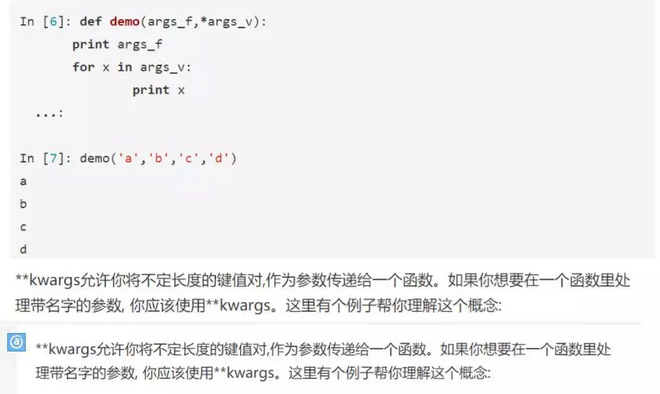 In [6]: def demo(args_f,*args_v):
print args_f
for x in args_v:
print x
...:
In [7]: demo('a','b','c','d')
a
b
c
d
**kwargs允许你将不定长度的键值对,作为参数传递给一个函数。如果你想要在一个函数里处
理带名字的参数, 你应该使用**kwargs。这里有个例子帮你理解这个概念:
@
**kwargs允许你将不定长度的键值对,作为参数传递给一个函数。如果你想要在一个函数里处
理带名字的参数, 你应该使用**kwargs。这里有个例子帮你理解这个概念: